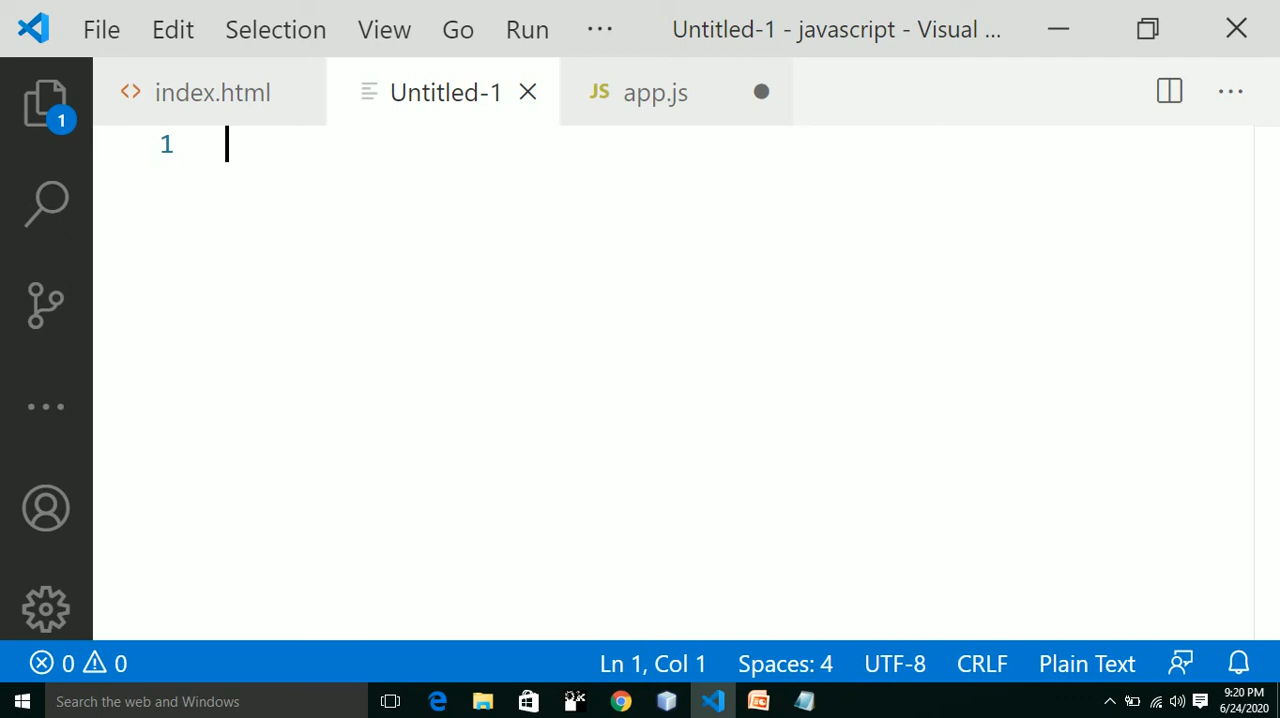 File Edit Selection View Go Run ··· Untitled-1 - javascript - Visual ...
index.html Untitled-1 JS app.js
1
1
0 0 Ln 1, Col 1 Spaces: 4 UTF-8 CRLF Plain Text
Search the web and Windows
9:20 PM
6/24/2020